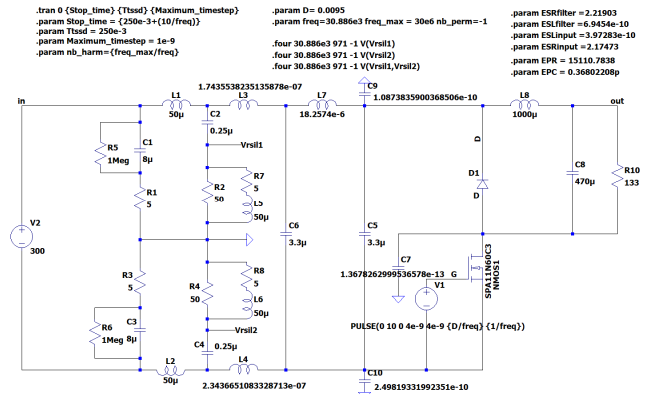 .tran 0 {Stop_time} {Ttssd} {Maximum_timestep}
.param Stop_time = {250e-3+(10/freq)}
.param Ttssd = 250e-3
.param Maximum_timestep = 1e-9
.param nb_harm={freq_max/freq}
.param D= 0.0095
.param freq=30.886e3 freq_max = 30e6 nb_perm=-1
.four 30.886e3 971 -1 V(Vrsil1)
.four 30.886e3 971 -1 V(Vrsil2)
.four 30.886e3 971 -1 V(Vrsil1,Vrsil2)
.param ESRfilter =2.21903
.param ESLfilter =6.9454e-10
.param ESLinput =3.97283e-10
.param ESRinput =2.17473
.param EPR = 15110.7838
.param EPC = 0.36802208p
1.7435538235135878e-07
C9
1.0873835900368506e-10
in
L1
50µ
L3
L7
18.2574e-6
L8
1000µ
out
C2
0.25µ
C1
8µ
R5
1Meg
Vrsil1
D
R7
5
D1
D
C8
470µ
R10
133
R1
5
R2
50
L5
50µ
V2
300
C6
3.3µ
C5
3.3µ
C7
1.3678262999536578e-13
G
SPA11N60C3
NMOS1
R3
5
R4
50
R8
5
L6
50µ
V1
R6
1Meg
C3
8µ
Vrsil2
PULSE(0 10 0 4e-9 4e-9 {D/freq} {1/freq})
C4
0.25µ
L2
50µ
L4
2.3436651083328713e-07
C10
2.49819331992351e-10